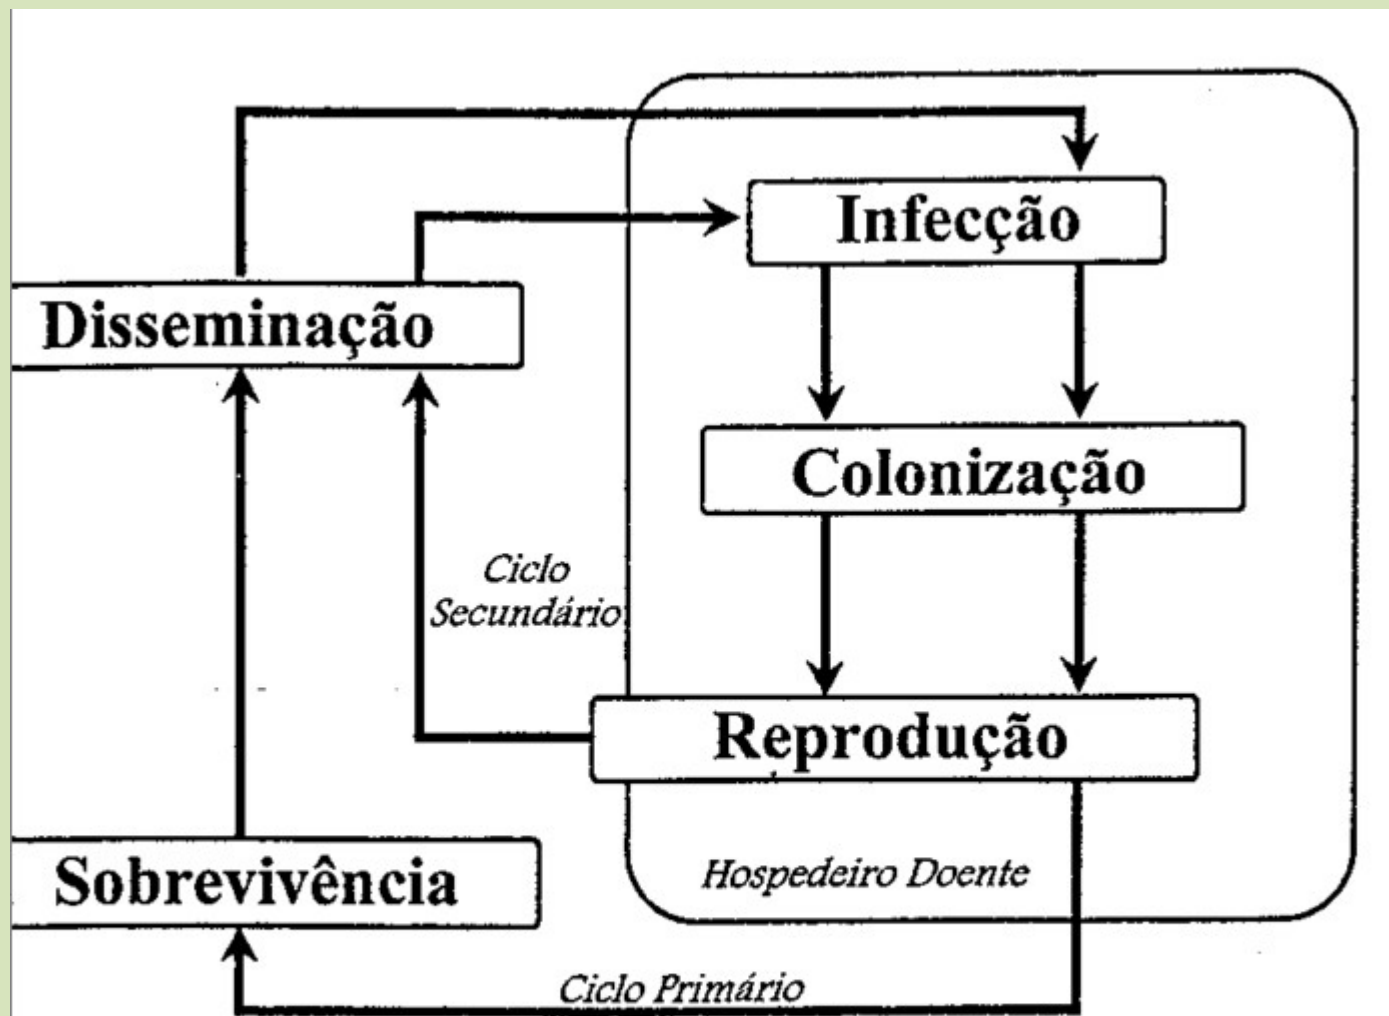 Infecção
Disseminação
Colonização
Ciclo
Secundário
Reprodução
Sobrevivência
Hospedeiro Doente
Ciclo Primário